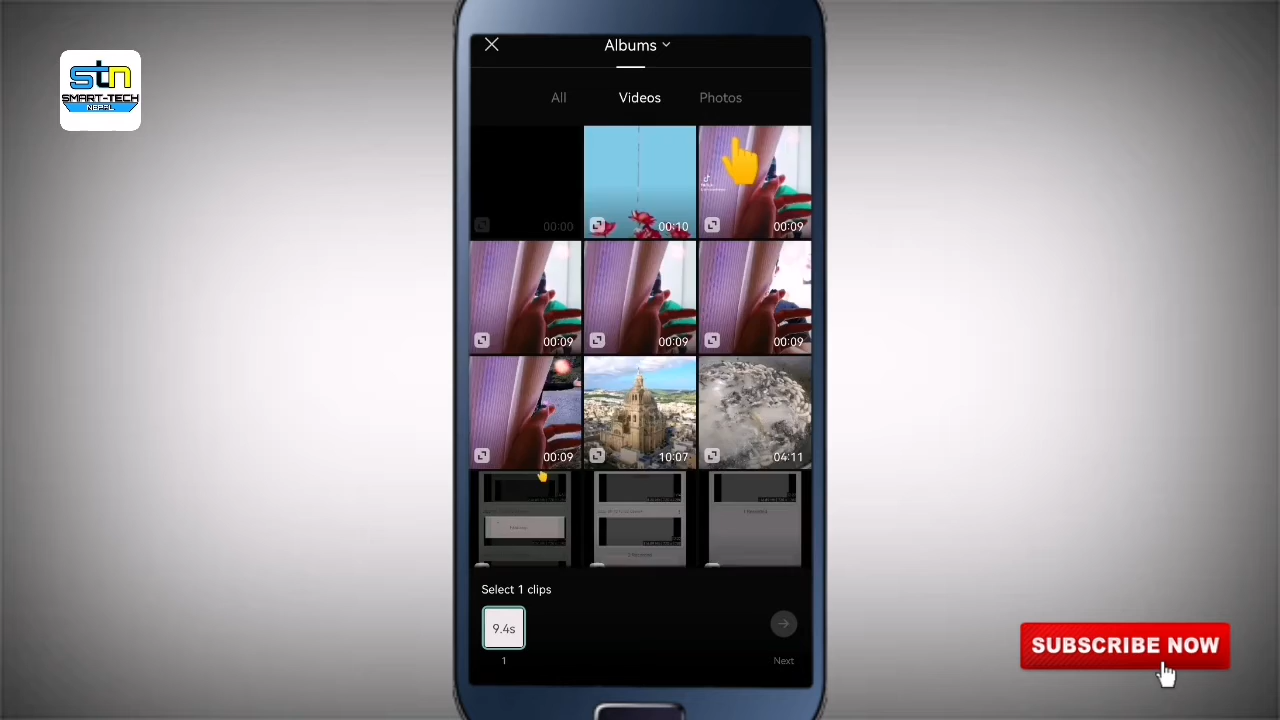 Albums
stn
SMART-TECH
NEPAL
All
Videos
Photos
00:00
00:10
00:09
00:09
00:09
00:09
00:09
10:07
04:11
Select 1 clips
9.4s
1
Next
SUBSCRIBE NOW